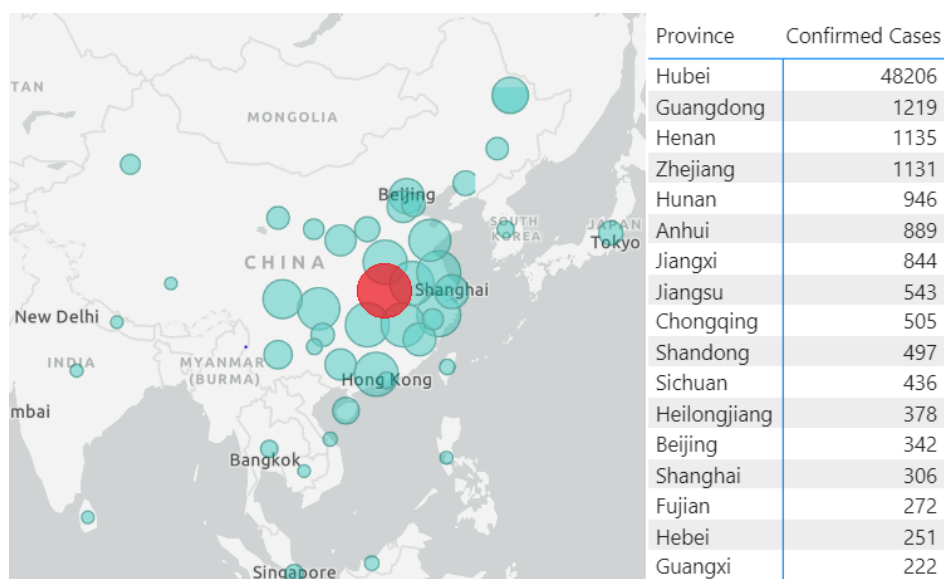 TAN
MONGOLIA
Beijing
SOUTH
KOREA
JAPAN
Tokyo
CHINA
Shanghai
New Delhi
INDIA
MYANMAR
(BURMA)
Hong Kong
mbai
Bangkok
Singapore
Province Confirmed Cases
Hubei 48206
Guangdong 1219
Henan 1135
Zhejiang 1131
Hunan 946
Anhui 889
Jiangxi 844
Jiangsu 543
Chongqing 505
Shandong 497
Sichuan 436
Heilongjiang 378
Beijing 342
Shanghai 306
Fujian 272
Hebei 251
Guangxi 222